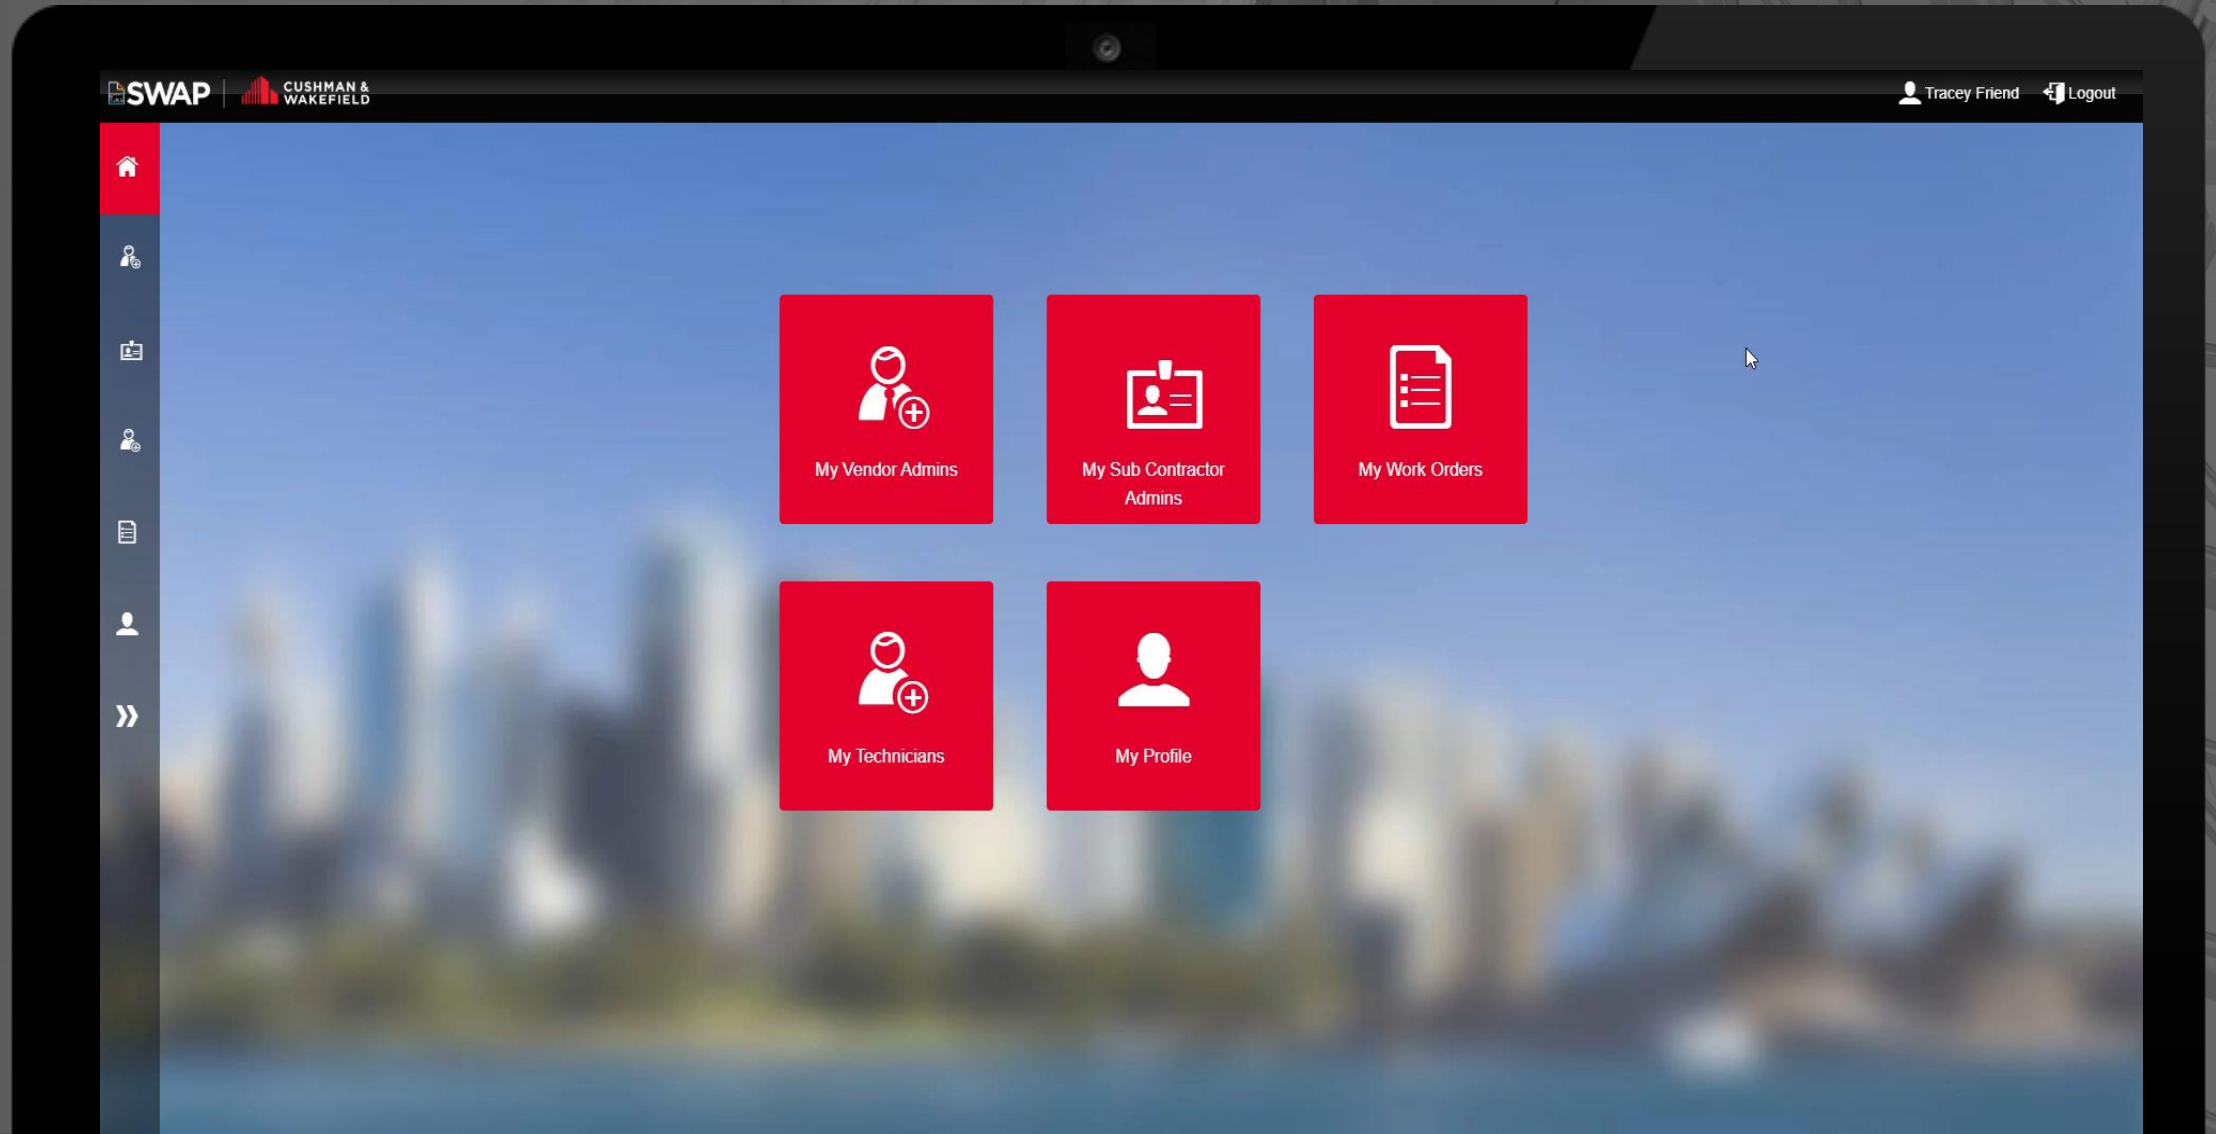 SWAP
CUSHMAN &
WAKEFIELD
Tracey Friend
Logout
My Vendor Admins
My Sub Contractor
Admins
My Work Orders
My Technicians
My Profile